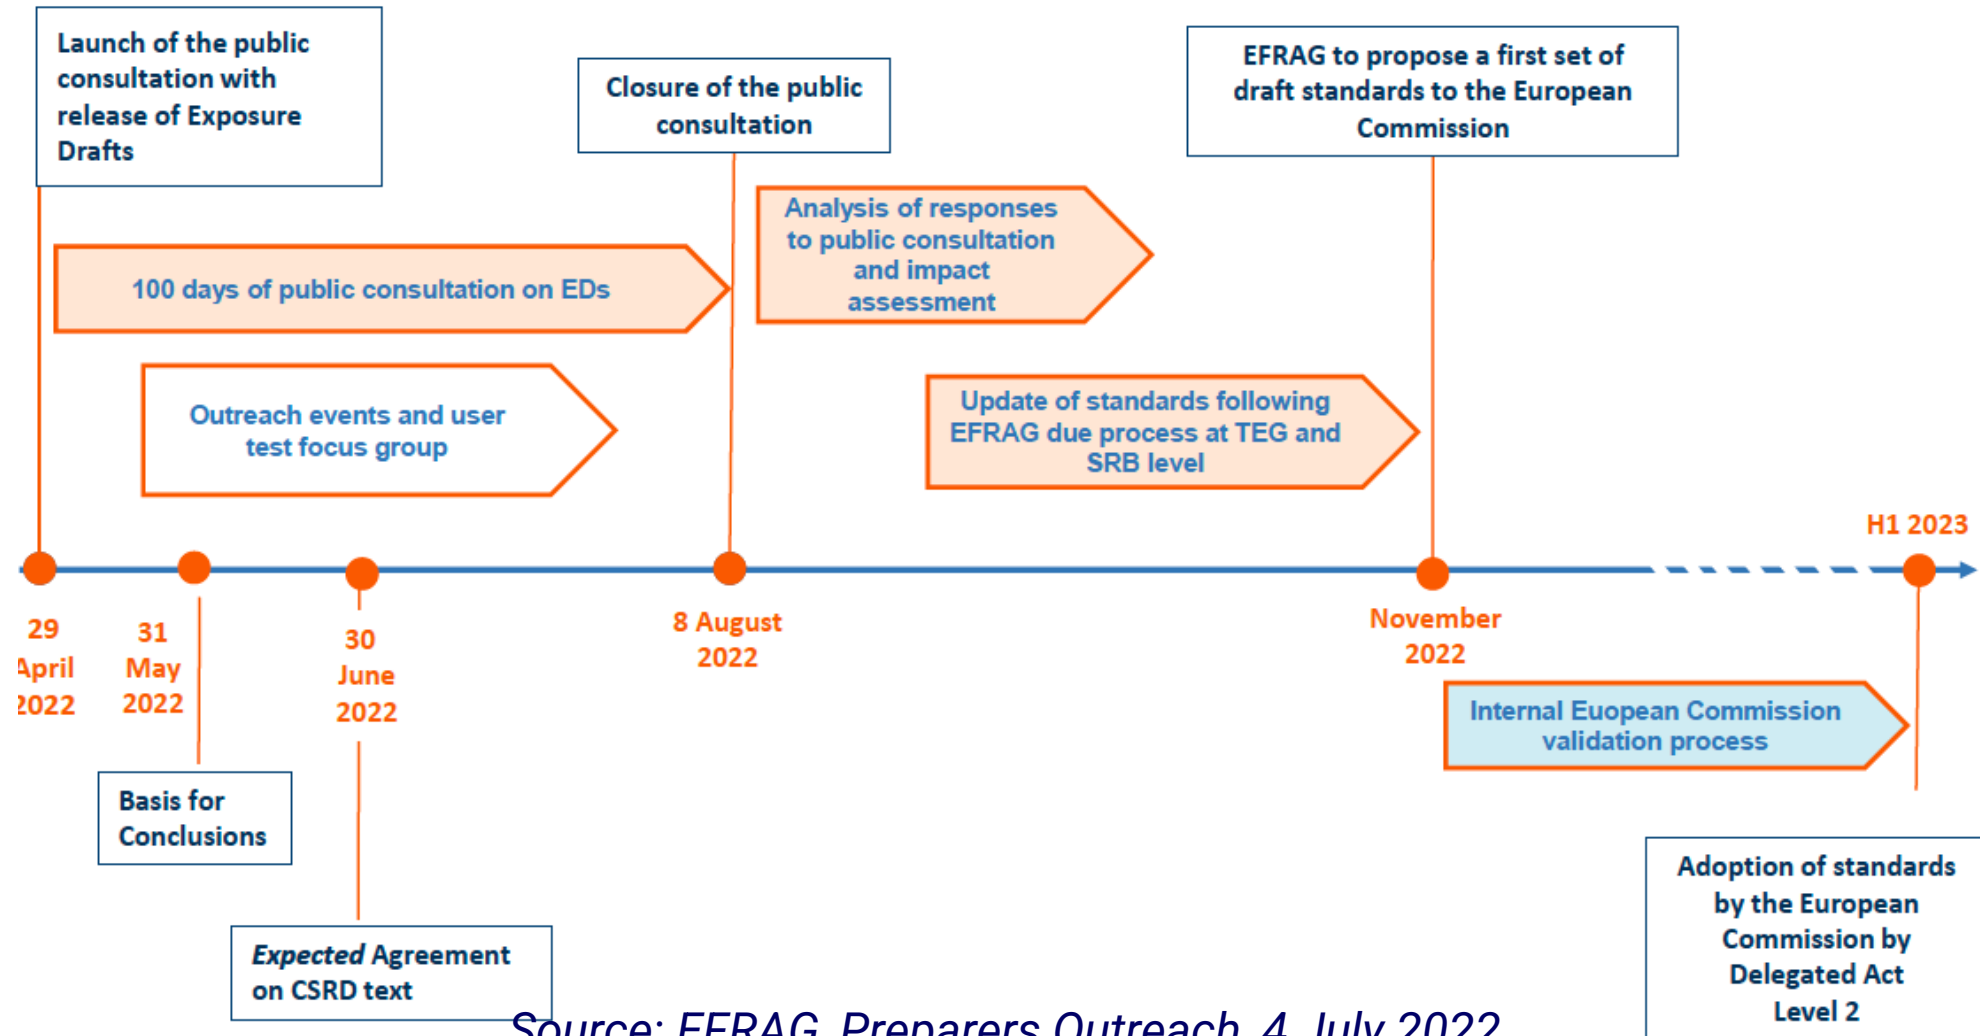 Launch of the public
consultation with
release of Exposure
Drafts
Closure of the public
consultation
EFRAG to propose a first set of
draft standards to the European
Commission
100 days of public consultation on EDs
Analysis of responses
to public consultation
and impact
assessment
Outreach events and user
test focus group
Update of standards following
EFRAG due process at TEG and
SRB level
H1 2023
29
April
2022
31
May
2022
30
June
2022
8 August
2022
November
2022
Internal Euopean Commission
validation process
Basis for
Conclusions
Expected Agreement
on CSRD text
Adoption of standards
by the European
Commission by
Delegated Act
Level 2
Source: EFRAG, Preparers Outreach, 4 July 2022